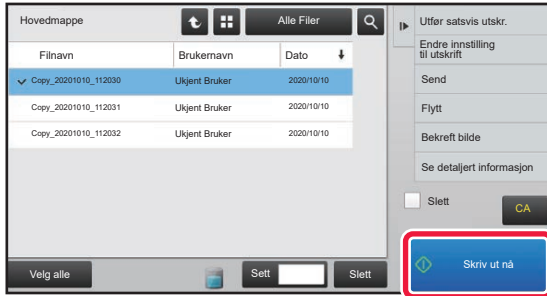 Hovedmappe
Alle Filer
Filnavn Brukernavn Dato
Copy_20201010_112030 Ukjent Bruker 2020/10/10
Copy_20201010_112031 Ukjent Bruker 2020/10/10
Copy_20201010_112032 Ukjent Bruker 2020/10/10
Velg alle
Sett
Slett
Utfør satsvis utskr.
Endre innstilling
til utskrift
Send
Flytt
Bekreft bilde
Se detaljert informasjon
Slett
CA
Skriv ut nå